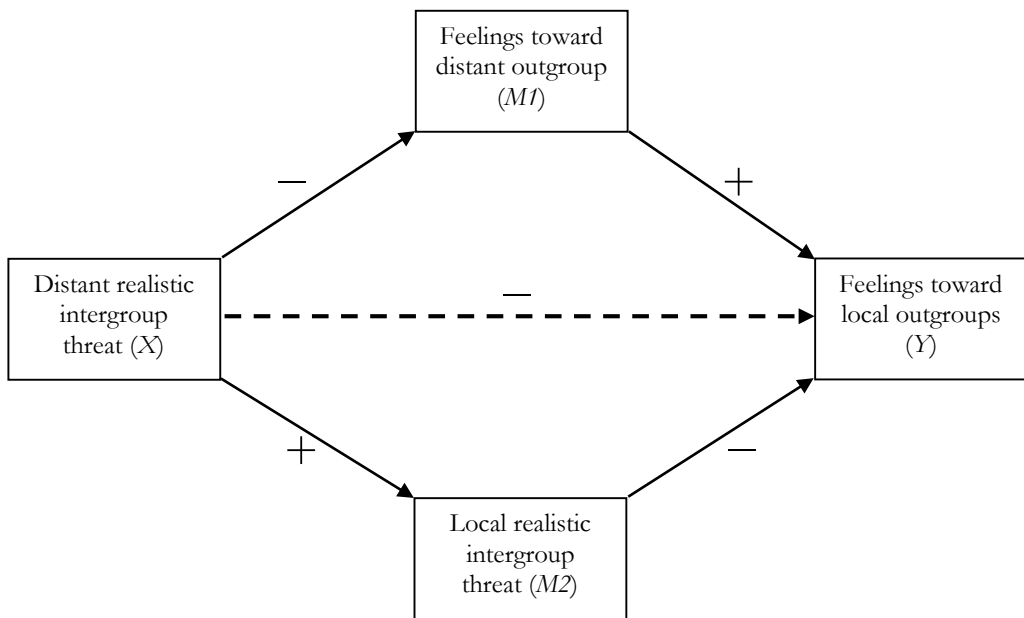 Feelings toward
distant outgroup
(M1)
—
+
Distant realistic
intergroup
threat (X)
—
Feelings toward
local outgroups
(Y)
+
—
Local realistic
intergroup
threat (M2)